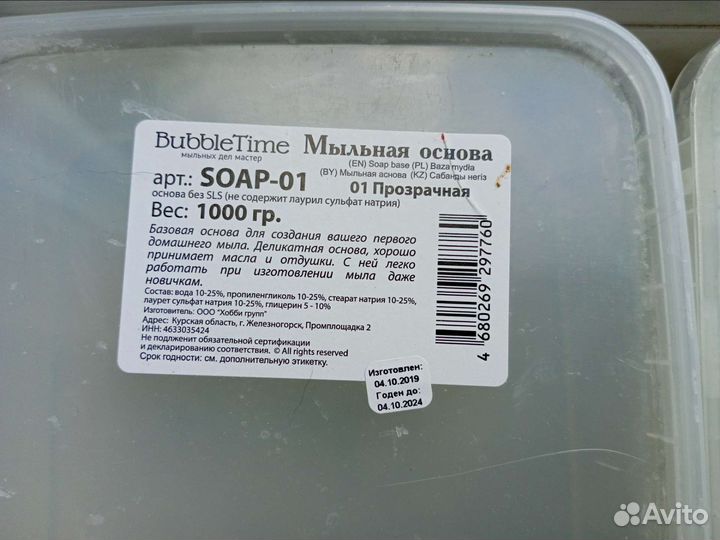 BubbleTime
мыльных дел мастер
Мыльная основа
(EN) Soap base (PL) Baza mydła
(BY) Мыльная аснова (KZ) Сабанды негіз
арт.: SOAP-01
01 Прозрачная
основа без SLS (не содержит лаурил сульфат натрия)
Вес: 1000 гр.
Базовая основа для создания вашего первого
домашнего мыла. Деликатная основа, хорошо
принимает масла и отдушки. С ней легко
работать при изготовлении мыла даже
новичкам.
Состав: вода 10-25%, пропиленгликоль 10-25%, стеарат натрия 10-25%,
лаурет сульфат натрия 10-25%, глицерин 5 - 10%
Изготовитель: ООО "Хобби групп"
Адрес: Курская область, г. Железногорск, Промплощадка 2
ИНН: 4633035424
Не подлженит обязательной сертификации
и декларированию соответствия. © All rights reserved
Срок годности: см. дополнительную этикетку.
4 680269 297760
Изготовлен:
04.10.2019
Годен до:
04.10.2024
Avito